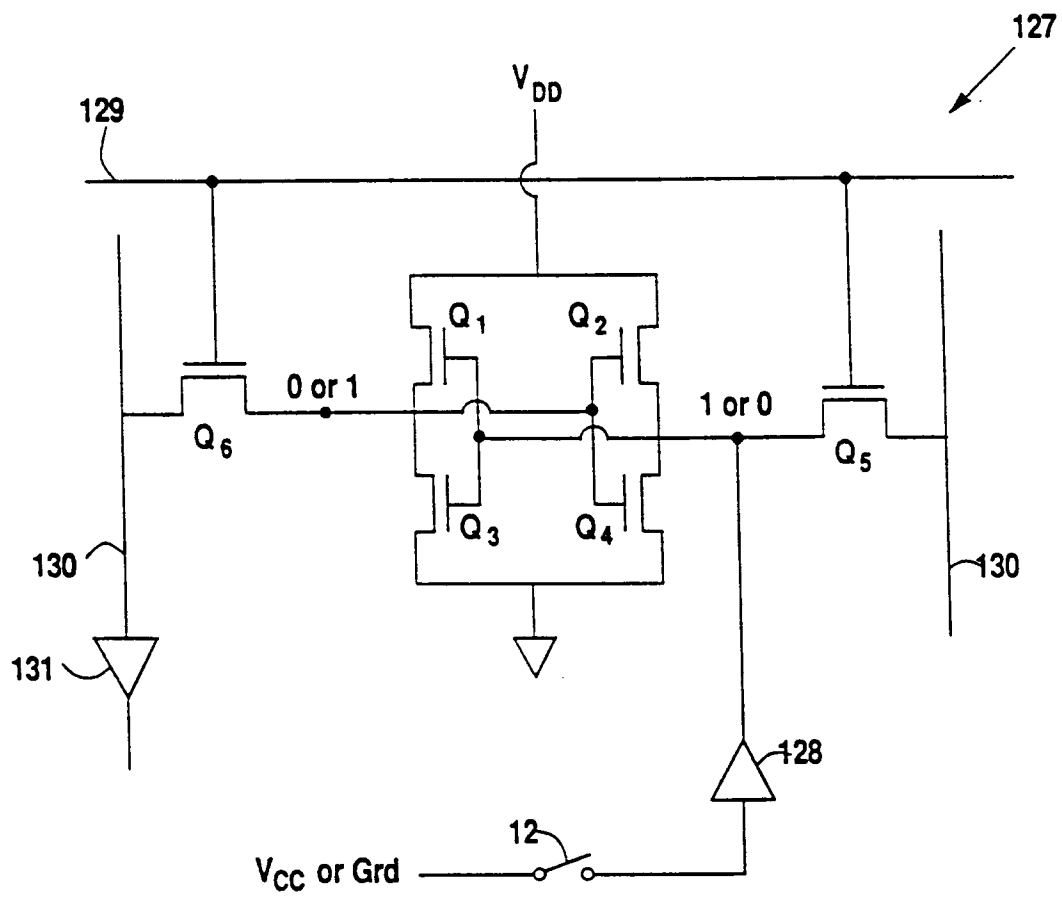 127
V_DD
129
Q_1
Q_2
0 or 1
1 or 0
Q_6
Q_5
Q_3
Q_4
130
130
131
128
12
V_CC or Grd